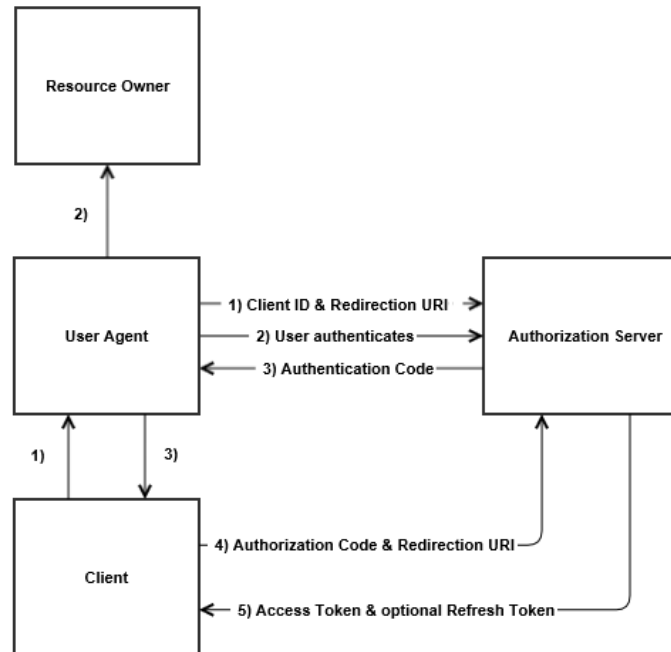 Resource Owner
2)
User Agent
1) Client ID & Redirection URI
2) User authenticates
3) Authentication Code
Authorization Server
1)
3)
Client
4) Authorization Code & Redirection URI
5) Access Token & optional Refresh Token